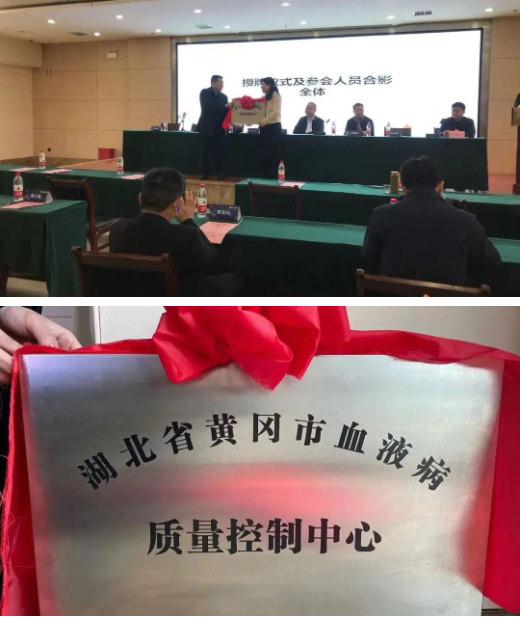 授牌仪式及参会人员合影
全体
湖北省黄冈市血液病
质量控制中心